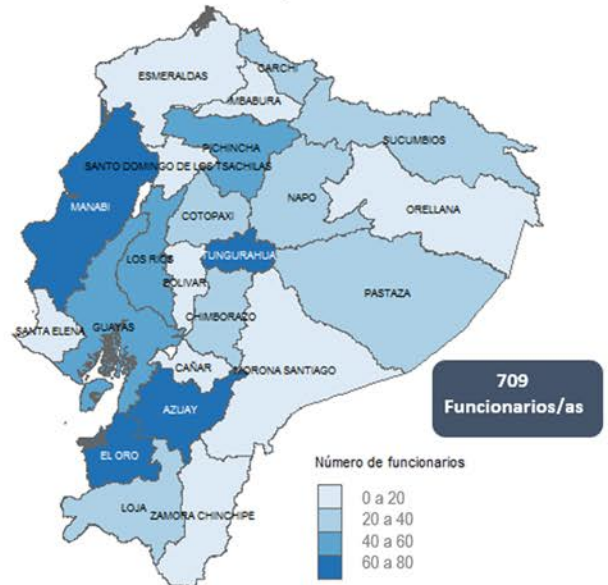 ESMERALDAS
CARCHI
IMBABURA
SUCUMBIOS
PICHINCHA
SANTO DOMINGO DE LOS TSACHILAS
MANABI
NAPO
ORELLANA
COTOPAXI
LOS RIOS
TUNGURAHUA
BOLIVAR
PASTAZA
CHIMBORAZO
SANTA ELENA
GUAYAS
CAÑAR
MORONA SANTIAGO
709
Funcionarios/as
AZUAY
EL ORO
Número de funcionarios
0 a 20
20 a 40
40 a 60
60 a 80
LOJA
ZAMORA CHINCHIPE